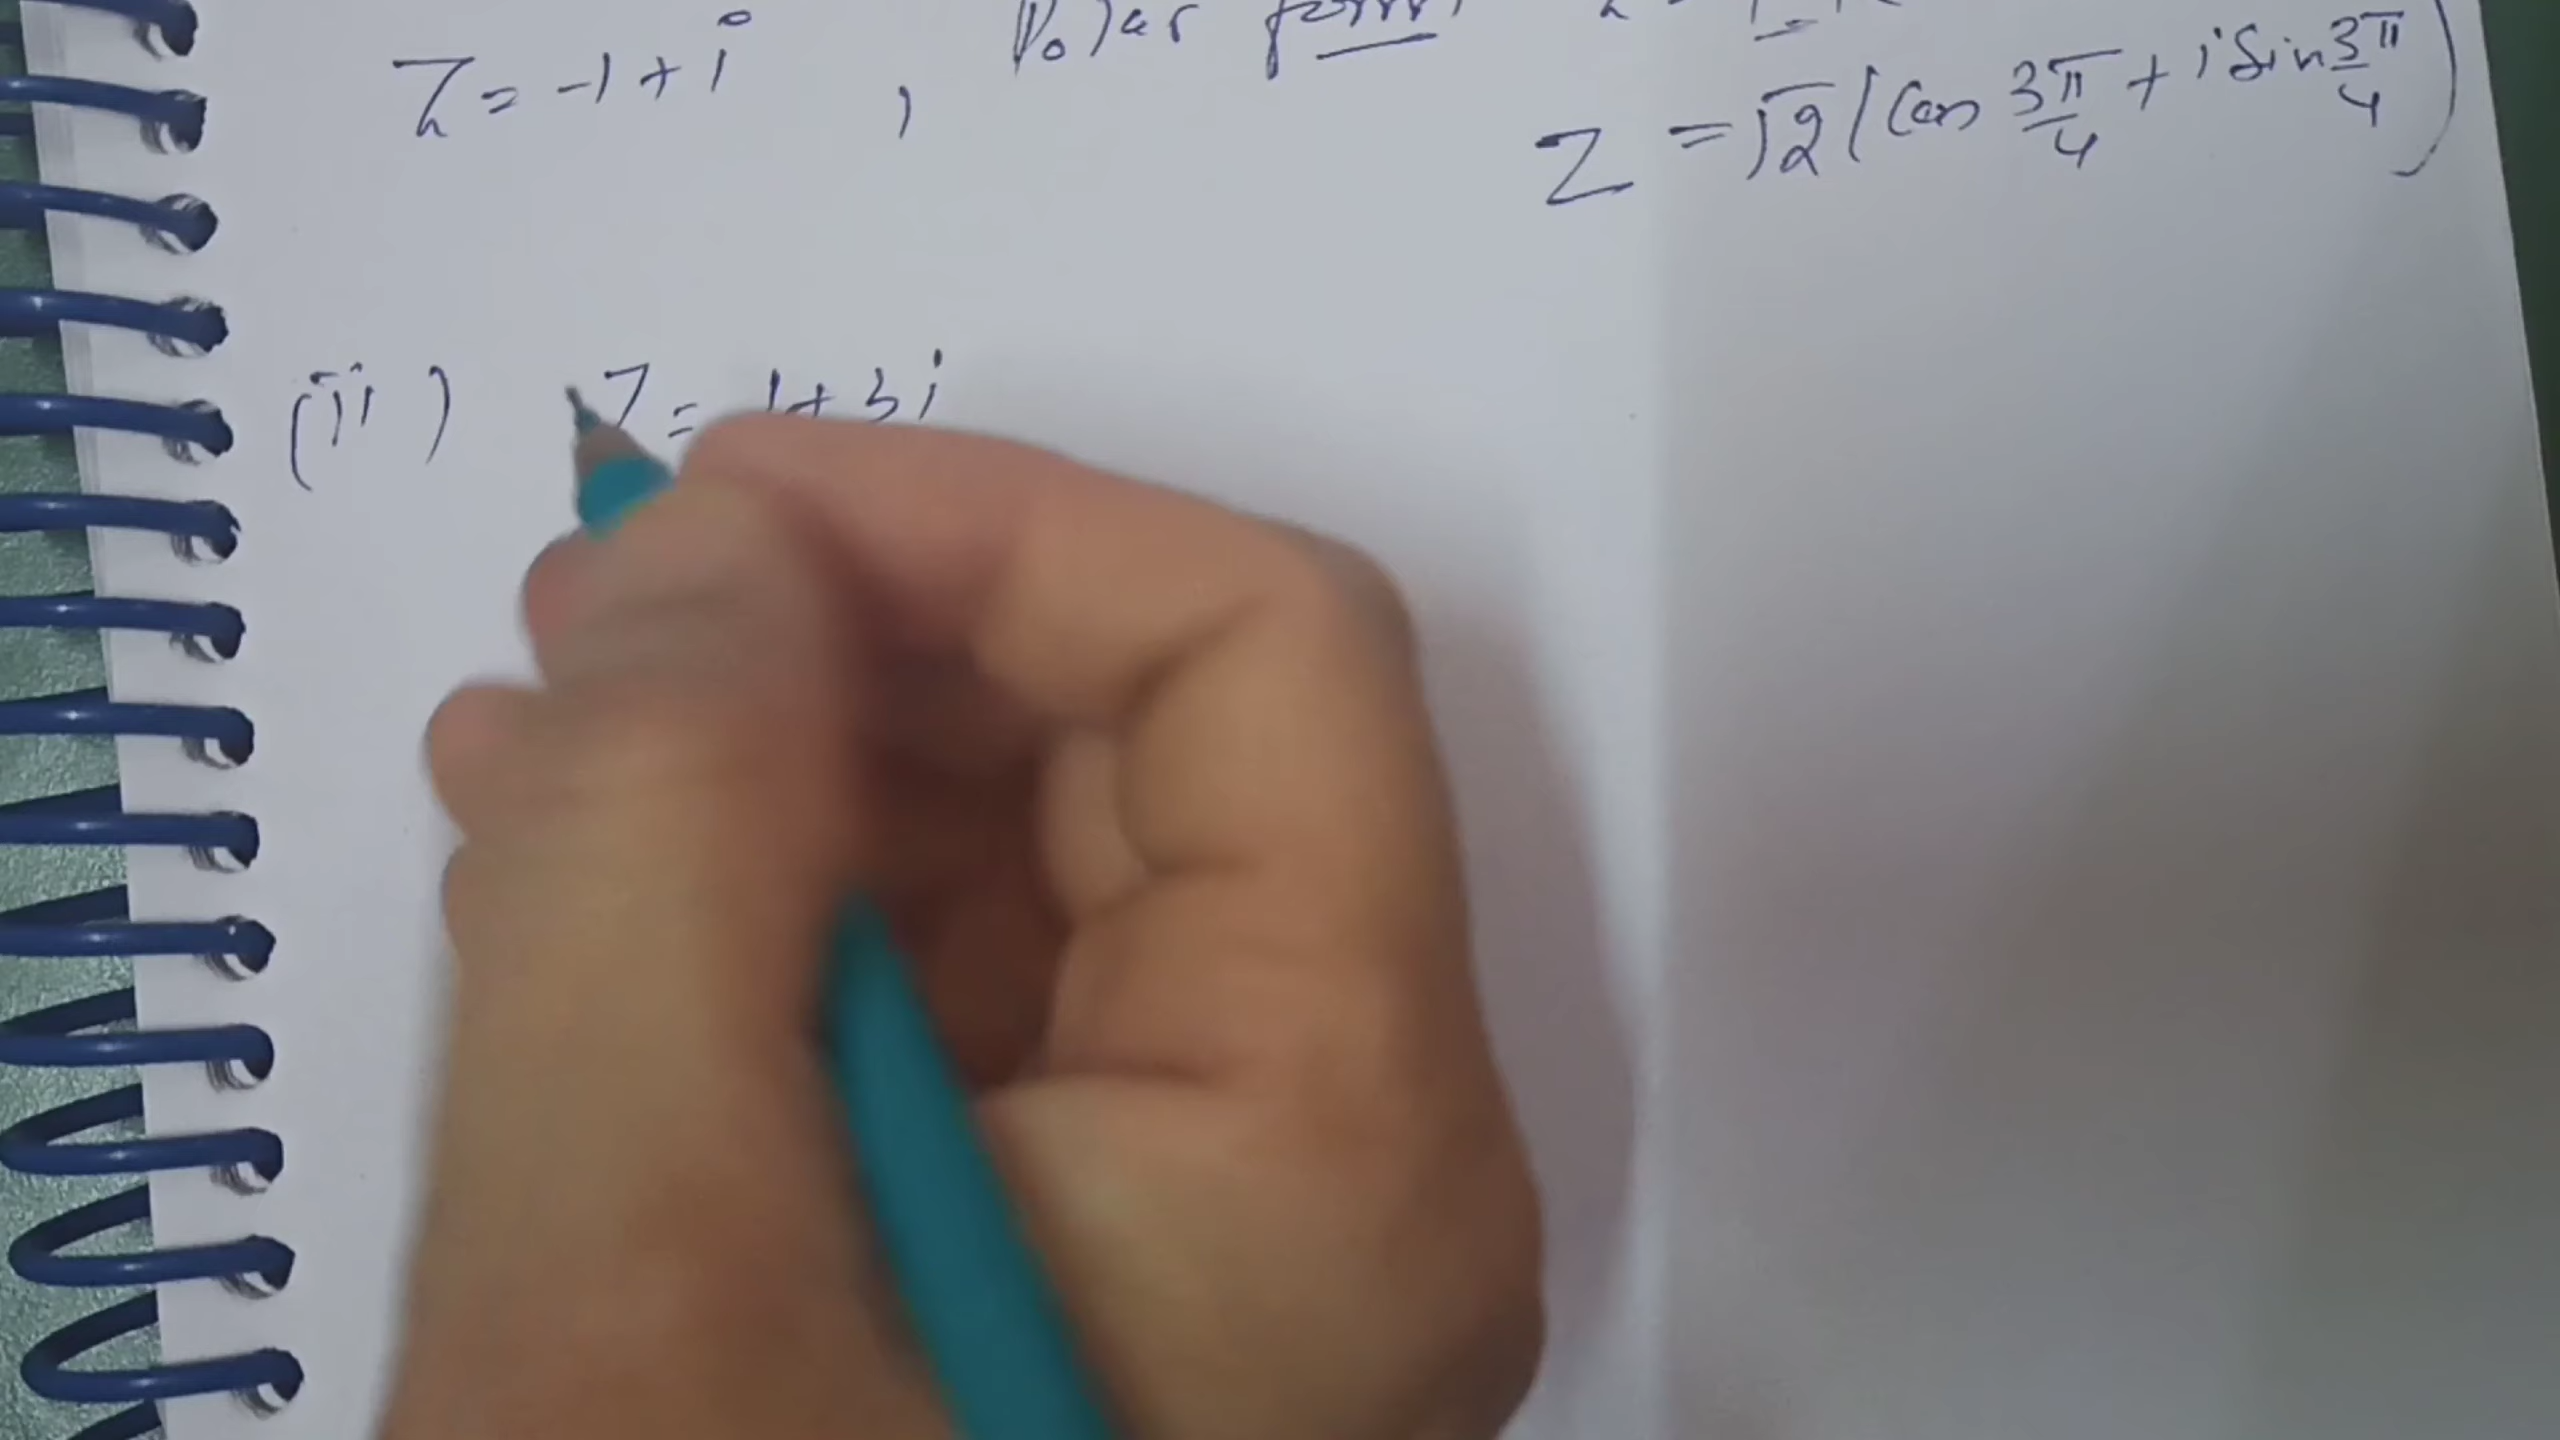 Z = -1 + i , Polar form
Z = √2 (cos 3π/4 + i sin 3π/4)
(ii) Z = 1 + 3i